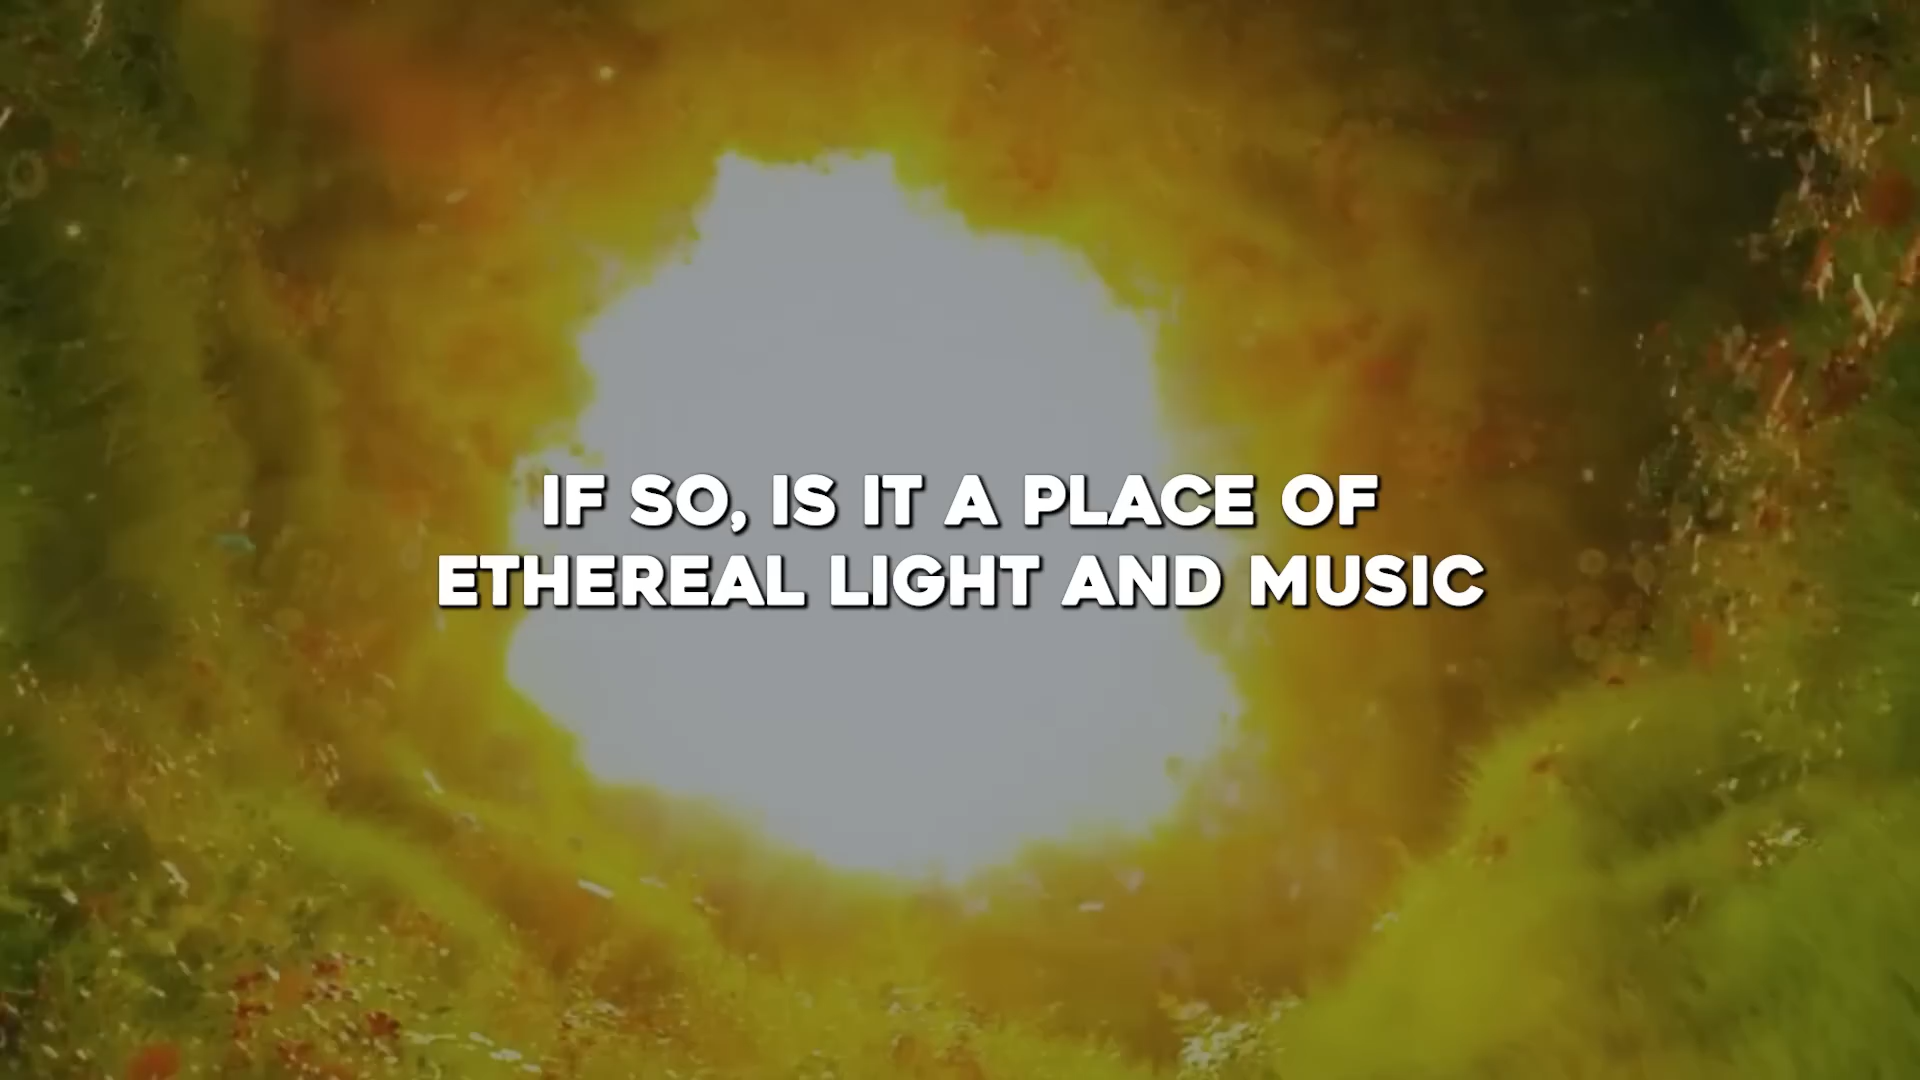 IF SO, IS IT A PLACE OF
ETHEREAL LIGHT AND MUSIC